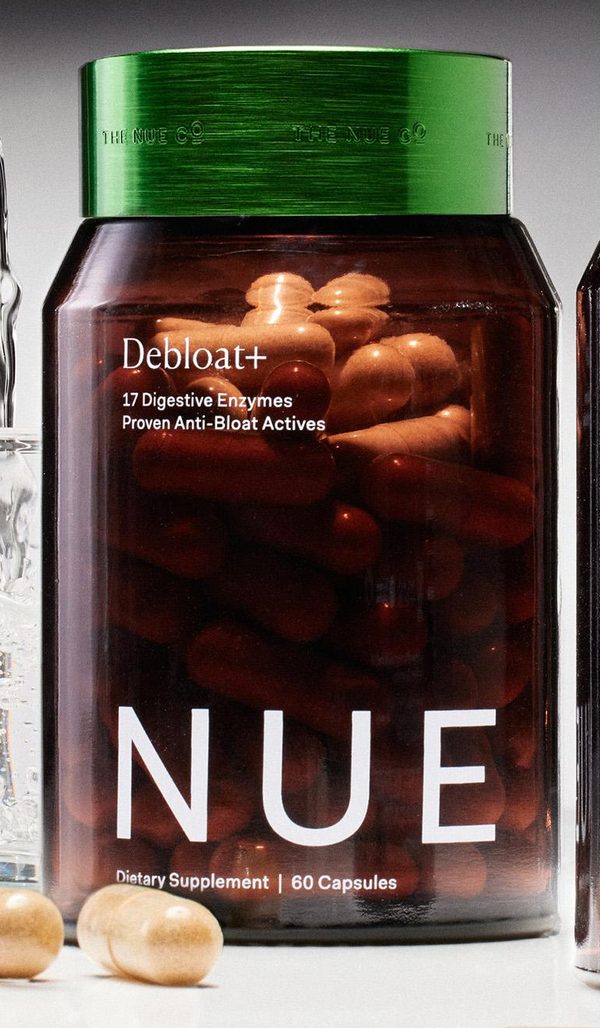 THE NUE CO THE NUE CO THE
Debloat+
17 Digestive Enzymes
Proven Anti-Bloat Actives
NUE
Dietary Supplement | 60 Capsules